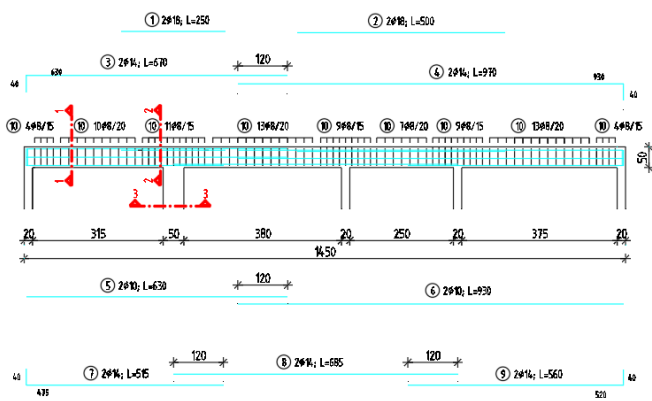 ① 2ø18; L=250
② 2ø18; L=500
③ 2ø14; L=670
120
④ 2ø14; L=970
630
930
40
40
1
2
⑩ 4ø8/15 ⑩ 10ø8/20 ⑩ 11ø8/15 ⑩ 13ø8/20 ⑩ 9ø8/15 ⑩ 7ø8/20 ⑩ 9ø8/15 ⑩ 13ø8/20 ⑩ 4ø8/15
50
1
2
3 3
20 315 50 380 20 250 20 375 20
1450
120
⑤ 2ø10; L=630
⑥ 2ø10; L=930
120
120
40
⑦ 2ø14; L=515
⑧ 2ø14; L=685
⑨ 2ø14; L=560
40
475
520